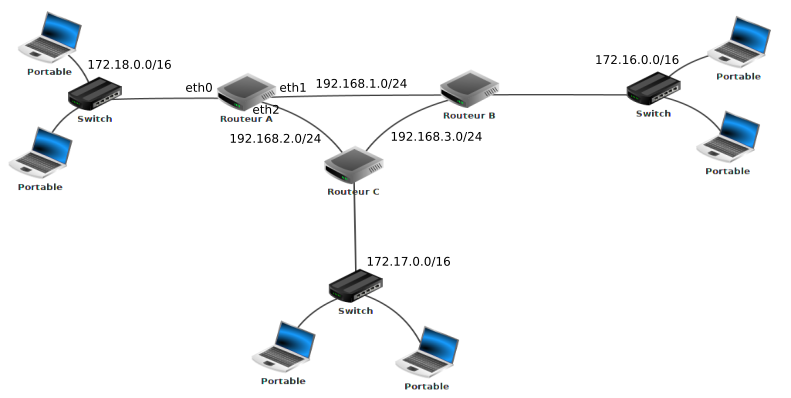 Portable
172.18.0.0/16
Switch
Portable
eth0
eth1
eth2
Routeur A
192.168.1.0/24
Routeur B
192.168.2.0/24
192.168.3.0/24
Routeur C
172.16.0.0/16
Portable
Switch
Portable
172.17.0.0/16
Switch
Portable
Portable